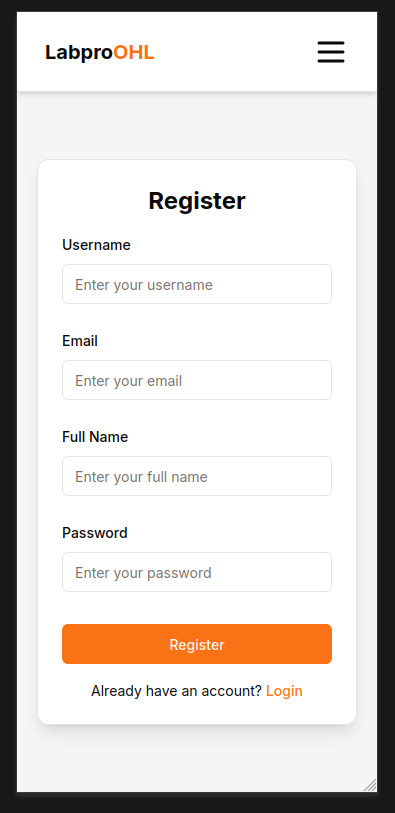 LabproOHL
Register
Username
Enter your username
Email
Enter your email
Full Name
Enter your full name
Password
Enter your password
Register
Already have an account? Login